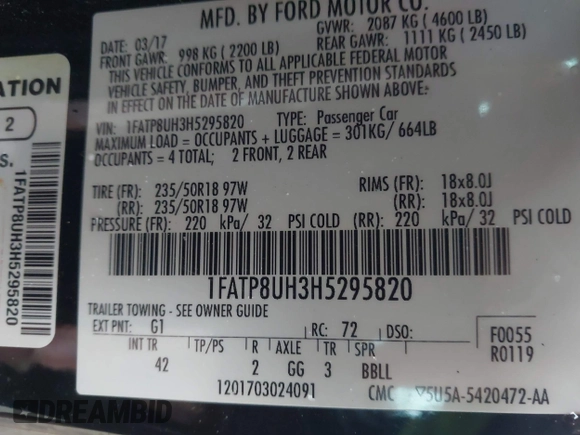 MFD. BY FORD MOTOR CO.
DATE: 03/17
GVWR: 2087 KG ( 4600 LB)
FRONT GAWR: 998 KG ( 2200 LB)
REAR GAWR: 1111 KG ( 2450 LB)
THIS VEHICLE CONFORMS TO ALL APPLICABLE FEDERAL MOTOR
VEHICLE SAFETY, BUMPER, AND THEFT PREVENTION STANDARDS
IN EFFECT ON THE DATE OF MANUFACTURE SHOWN ABOVE.
VIN: 1FATP8UH3H5295820 TYPE: Passenger Car
MAXIMUM LOAD = OCCUPANTS + LUGGAGE = 301KG/ 664LB
OCCUPANTS = 4 TOTAL; 2 FRONT, 2 REAR
TIRE (FR): 235/50R18 97W RIMS (FR): 18x8.0J
(RR): 235/50R18 97W (RR): 18x8.0J
PRESSURE (FR): 220 kPa/ 32 PSI COLD (RR): 220 kPa/ 32 PSI COLD
1FATP8UH3H5295820
TRAILER TOWING - SEE OWNER GUIDE
EXT PNT: G1 RC: 72 DSO:
F0055
R0119
INT TR TP/PS R AXLE TR SPR
42 2 GG 3 BBLL
1201703024091
CMC 5U5A-5420472-AA
ATION
2
S.
1FATP8UH3H5295820
DREAMBID